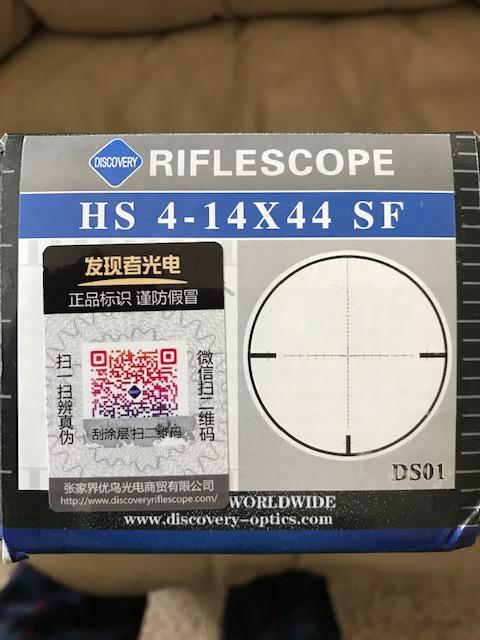 DISCOVERY RIFLESCOPE
HS 4-14X44 SF
发现者光电
正品标识 谨防假冒
扫一扫辨真伪
微信扫二维码
刮涂层扫二维码
张家界优鸟光电商贸有限公司
http://www.discoveryriflescope.com/
DS01
WORLDWIDE
www.discovery-optics.com